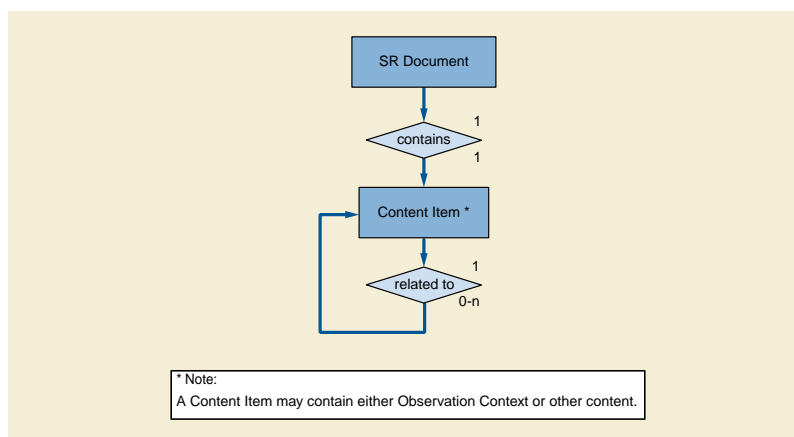 SR Document
1
contains
1
Content Item *
1
related to
0-n
* Note:
A Content Item may contain either Observation Context or other content.